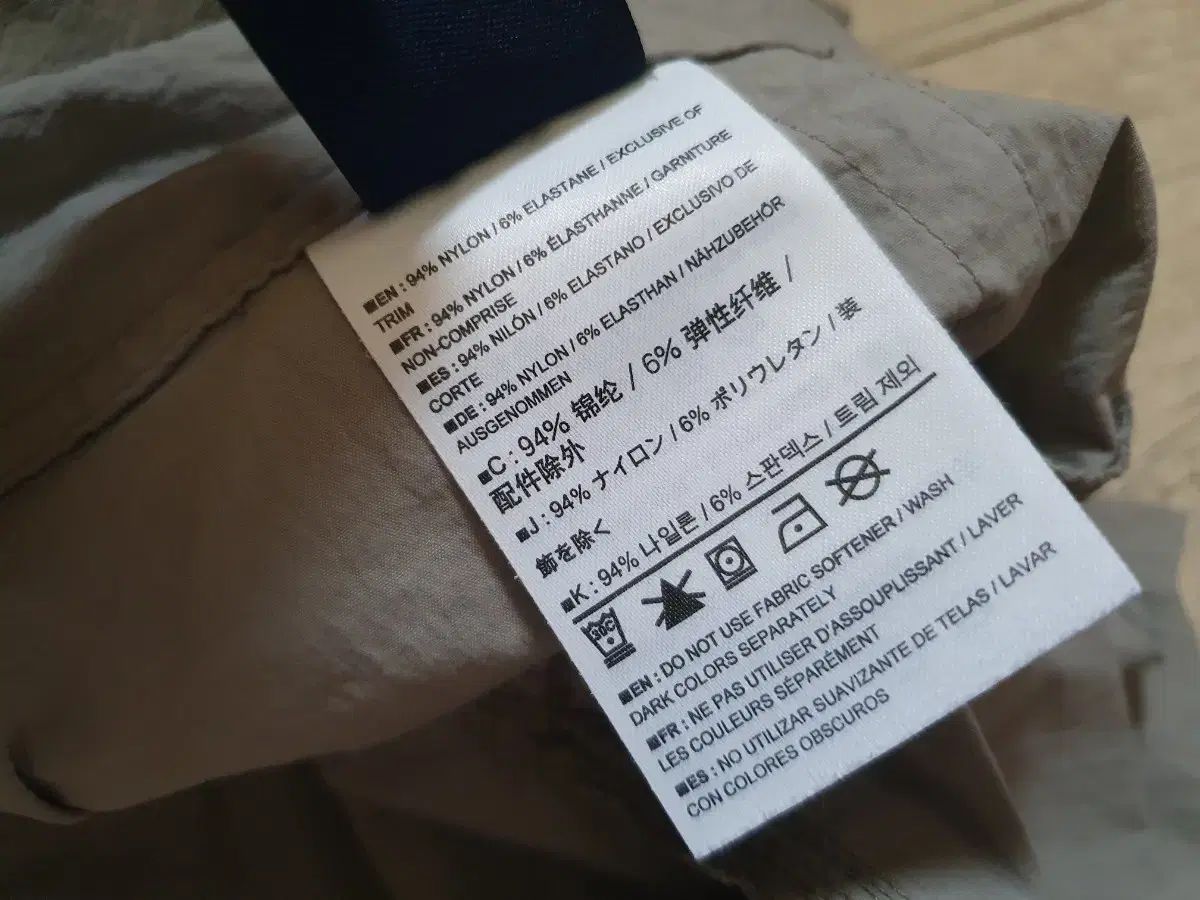 ■EN : 94% NYLON / 6% ELASTANE / EXCLUSIVE OF
TRIM
■FR : 94% NYLON / 6% ÉLASTHANNE / GARNITURE
NON-COMPRISE
■ES : 94% NILÓN / 6% ELASTANO / EXCLUSIVO DE
CORTE
■DE : 94% NYLON / 6% ELASTHAN / NÄHZUBEHÖR
AUSGENOMMEN
■C : 94% 锦纶 / 6% 弹性纤维 /
配件除外
■J : 94% ナイロン / 6% ポリウレタン / 装
飾を除く
■K : 94% 나일론 / 6% 스판덱스 / 트림 제외
■EN : DO NOT USE FABRIC SOFTENER / WASH
DARK COLORS SEPARATELY
■FR : NE PAS UTILISER D'ASSOUPLISSANT / LAVER
LES COULEURS SÉPARÉMENT
■ES : NO UTILIZAR SUAVIZANTE DE TELAS / LAVAR
CON COLORES OBSCUROS